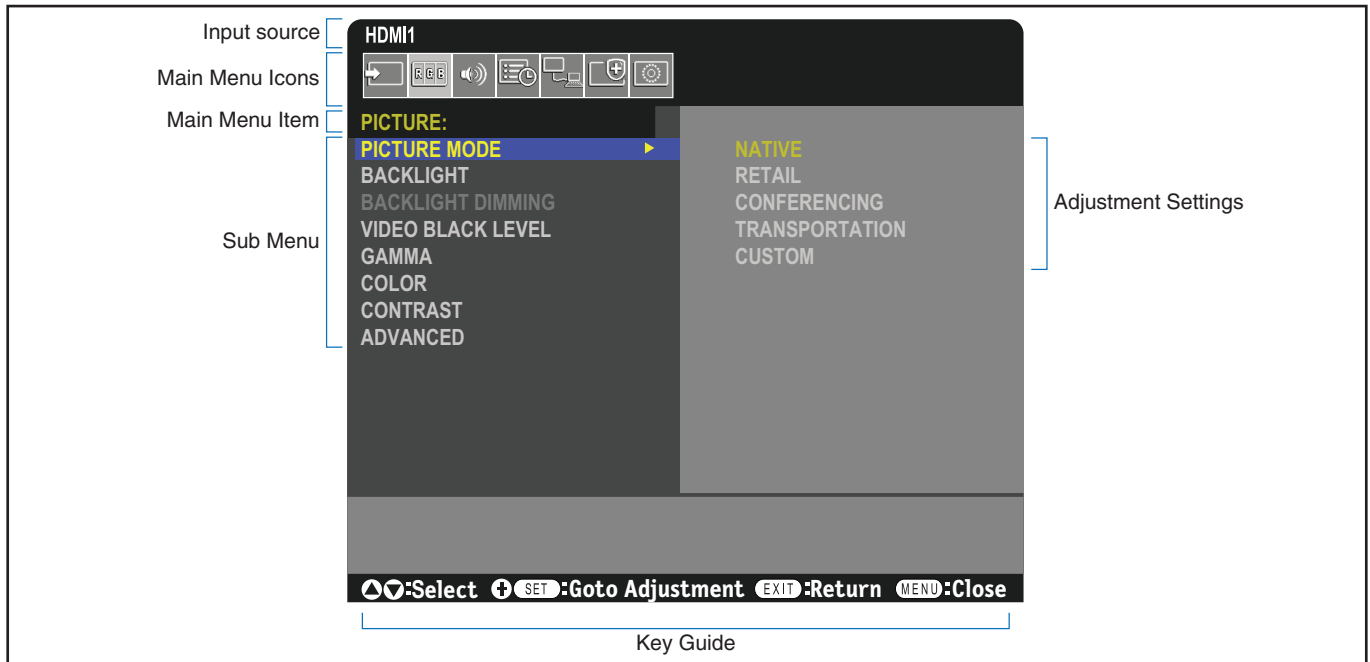 Input source
HDMI1
Main Menu Icons
RGB
Main Menu Item
PICTURE:
Sub Menu
PICTURE MODE
BACKLIGHT
BACKLIGHT DIMMING
VIDEO BLACK LEVEL
GAMMA
COLOR
CONTRAST
ADVANCED
NATIVE
RETAIL
CONFERENCING
TRANSPORTATION
CUSTOM
Adjustment Settings
:Select SET:Goto Adjustment EXIT:Return MENU:Close
Key Guide